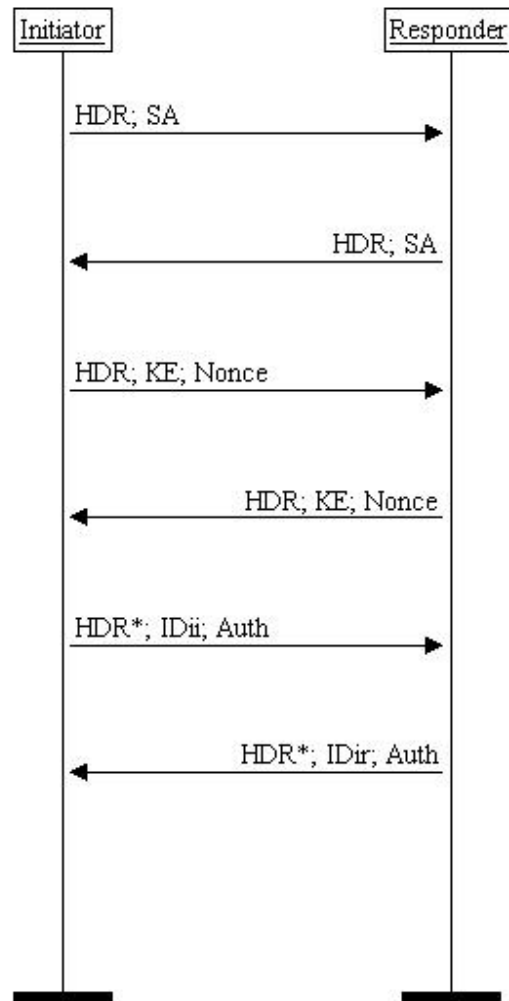 Initiator
Responder
HDR; SA
HDR; SA
HDR; KE; Nonce
HDR; KE; Nonce
HDR*; IDii; Auth
HDR*; IDir; Auth